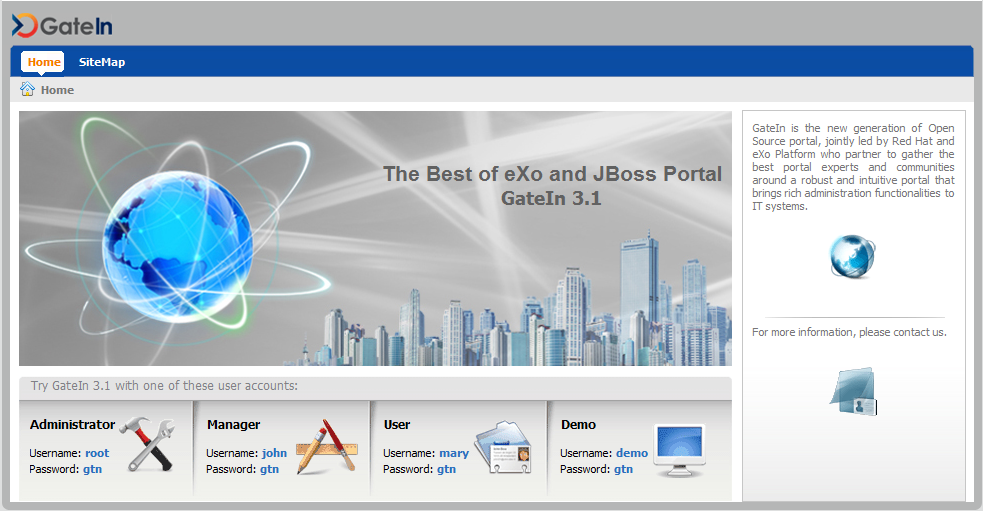 GateIn
Home SiteMap
Home
The Best of eXo and JBoss Portal
GateIn 3.1
GateIn is the new generation of Open
Source portal, jointly led by Red Hat and
eXo Platform who partner to gather the
best portal experts and communities
around a robust and intuitive portal that
brings rich administration functionalities to
IT systems.
For more information, please contact us.
Try GateIn 3.1 with one of these user accounts:
Administrator
Username: root
Password: gtn
Manager
Username: john
Password: gtn
User
Username: mary
Password: gtn
Demo
Username: demo
Password: gtn